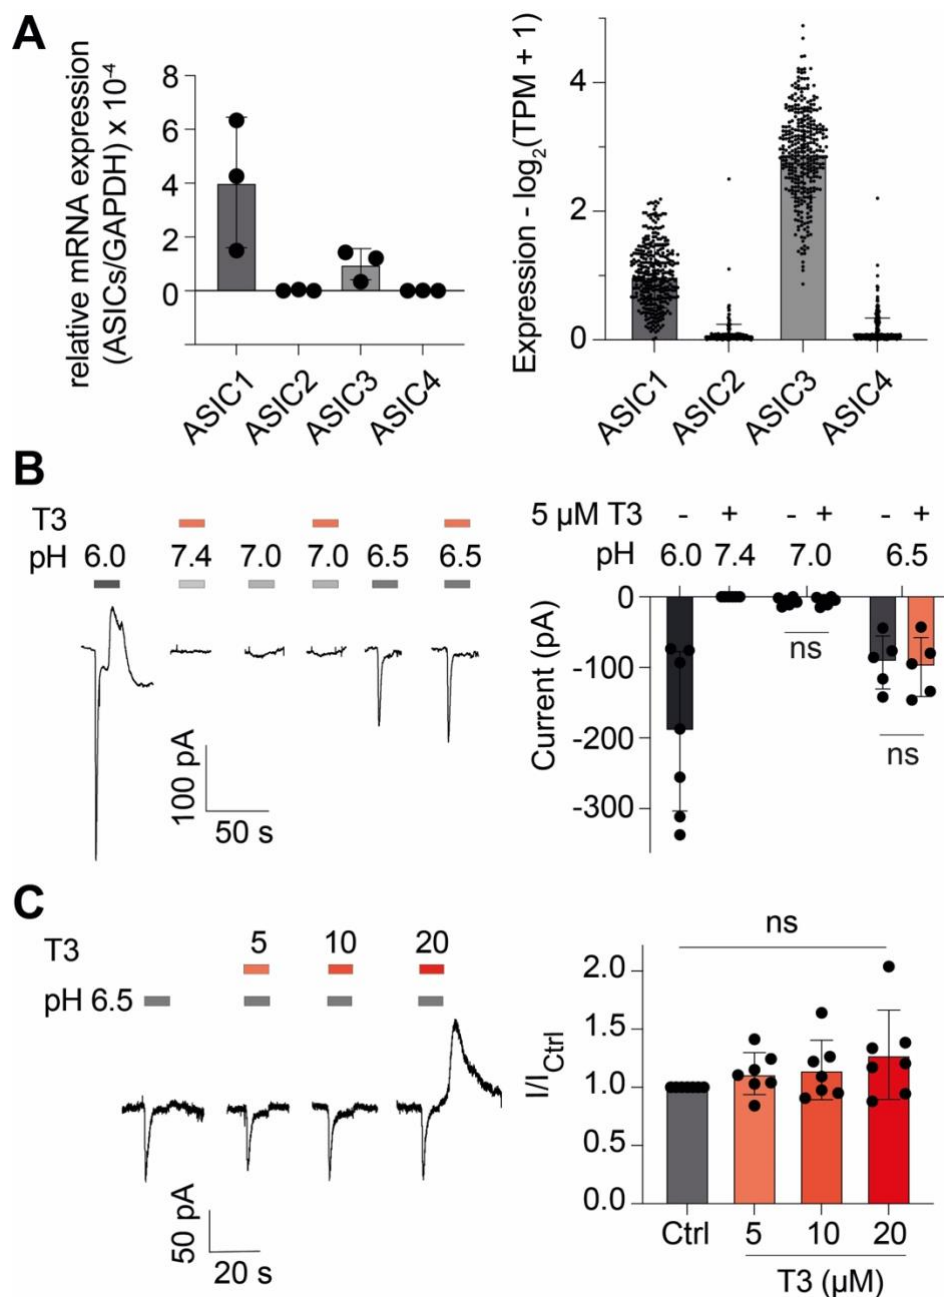 A
relative mRNA expression
(ASICs/GAPDH) x 10⁻⁴
8
6
4
2
0
ASIC1
ASIC2
ASIC3
ASIC4
Expression - log₂(TPM + 1)
4
2
0
ASIC1
ASIC2
ASIC3
ASIC4
B
T3
pH 6.0 7.4 7.0 7.0 6.5 6.5
100 pA
50 s
5 µM T3 - + - + - +
pH 6.0 7.4 7.0 6.5
Current (pA)
0
-100
-200
-300
ns
ns
C
T3 5 10 20
pH 6.5
50 pA
20 s
ns
I/I_Ctrl
2.0
1.5
1.0
0.5
0.0
Ctrl 5 10 20
T3 (µM)